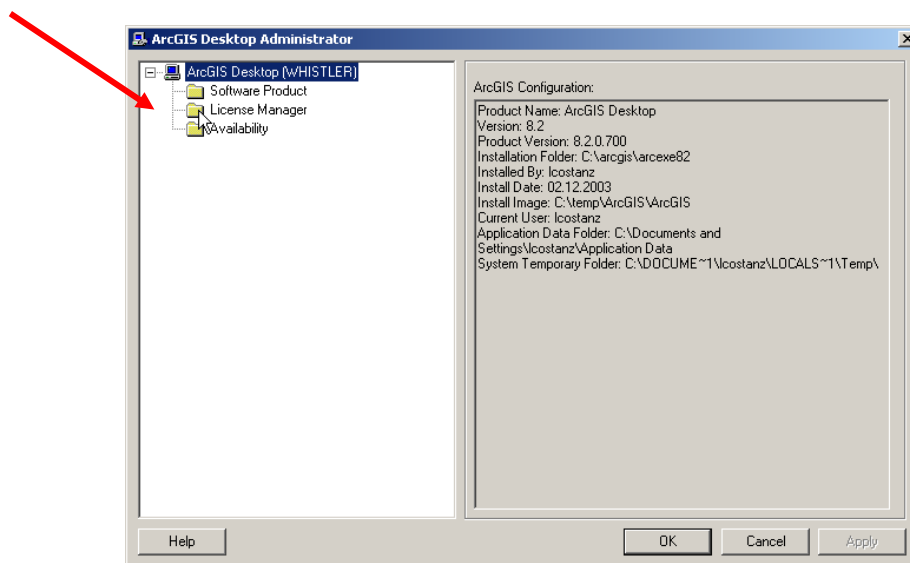 ArcGIS Desktop Administrator
ArcGIS Desktop (WHISTLER)
Software Product
License Manager
Availability
ArcGIS Configuration:
Product Name: ArcGIS Desktop
Version: 8.2
Product Version: 8.2.0.700
Installation Folder: C:\arcgis\arcexe82
Installed By: lcostanz
Install Date: 02.12.2003
Install Image: C:\temp\ArcGIS\ArcGIS
Current User: lcostanz
Application Data Folder: C:\Documents and
Settings\lcostanz\Application Data
System Temporary Folder: C:\DOCUME~1\lcostanz\LOCALS~1\Temp\
Help
OK
Cancel
Apply